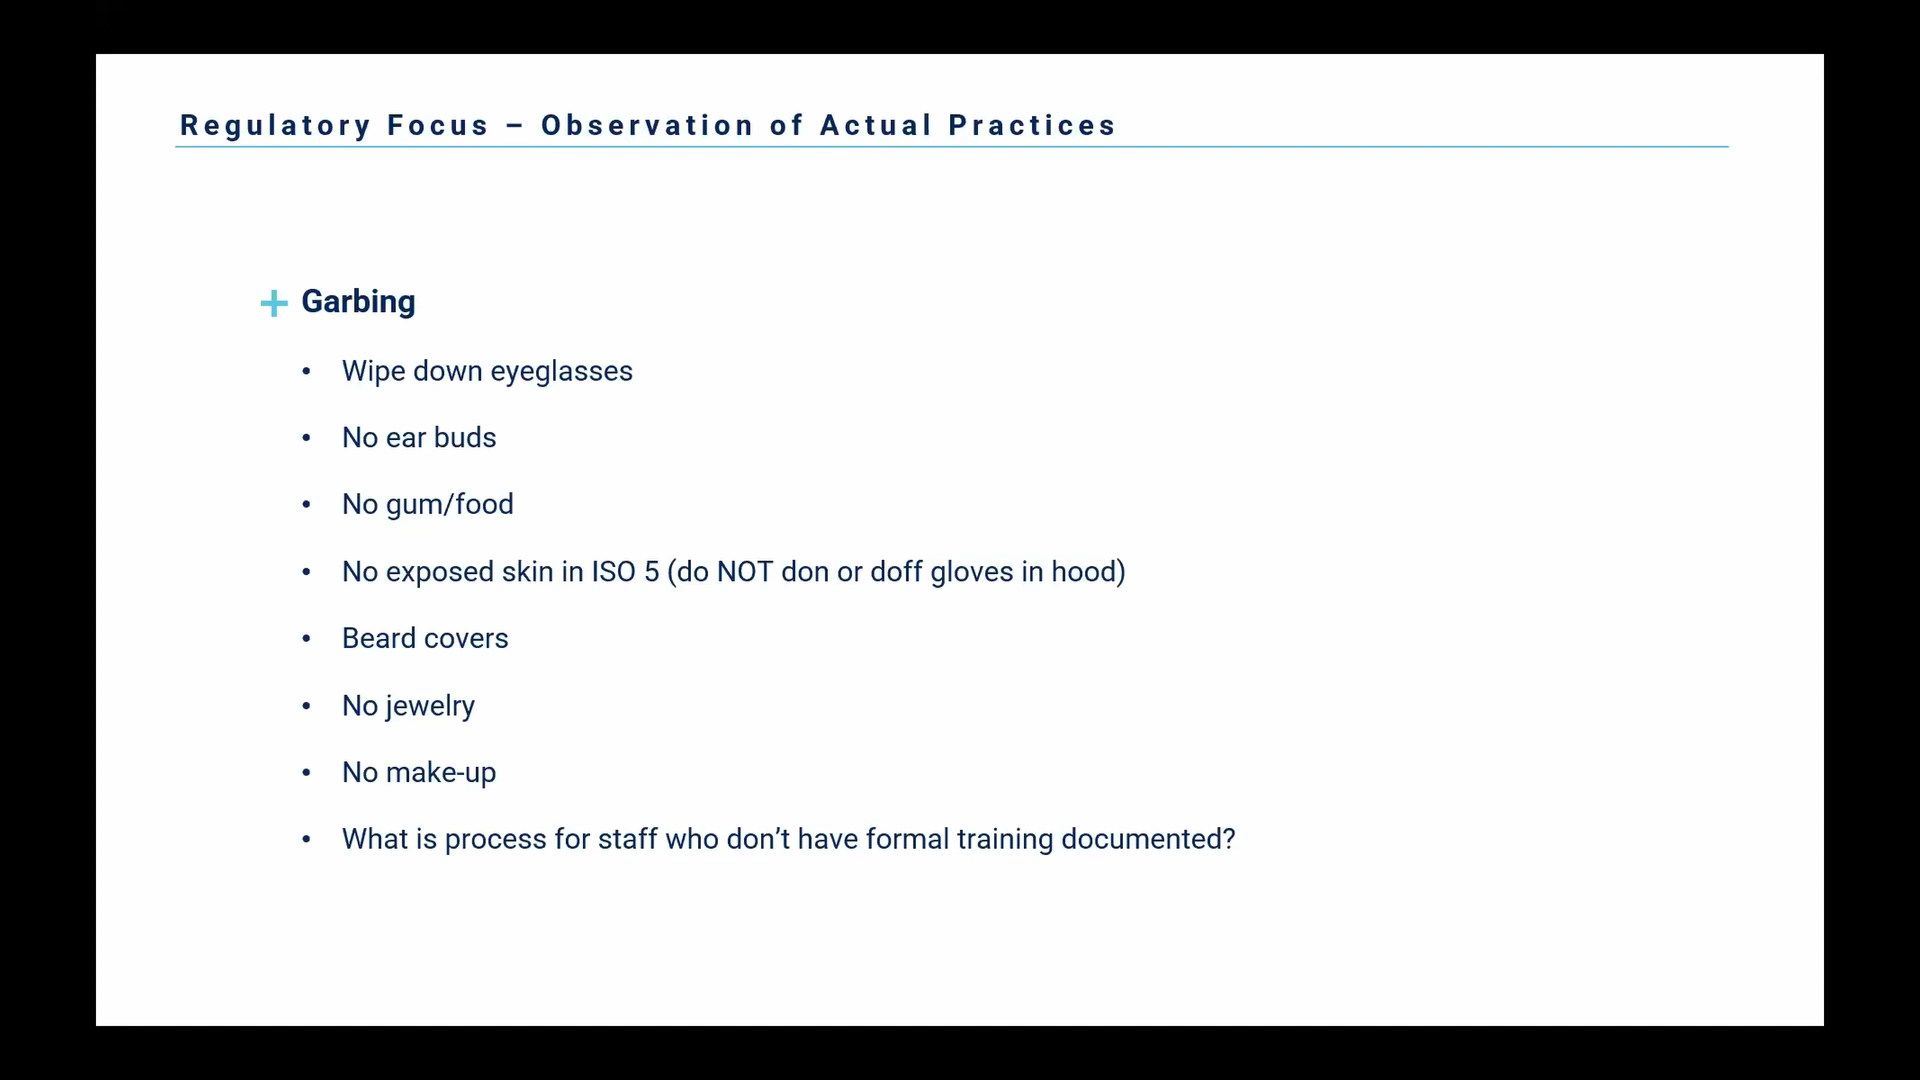 Regulatory Focus – Observation of Actual Practices
Garbing
• Wipe down eyeglasses
• No ear buds
• No gum/food
• No exposed skin in ISO 5 (do NOT don or doff gloves in hood)
• Beard covers
• No jewelry
• No make-up
• What is process for staff who don’t have formal training documented?